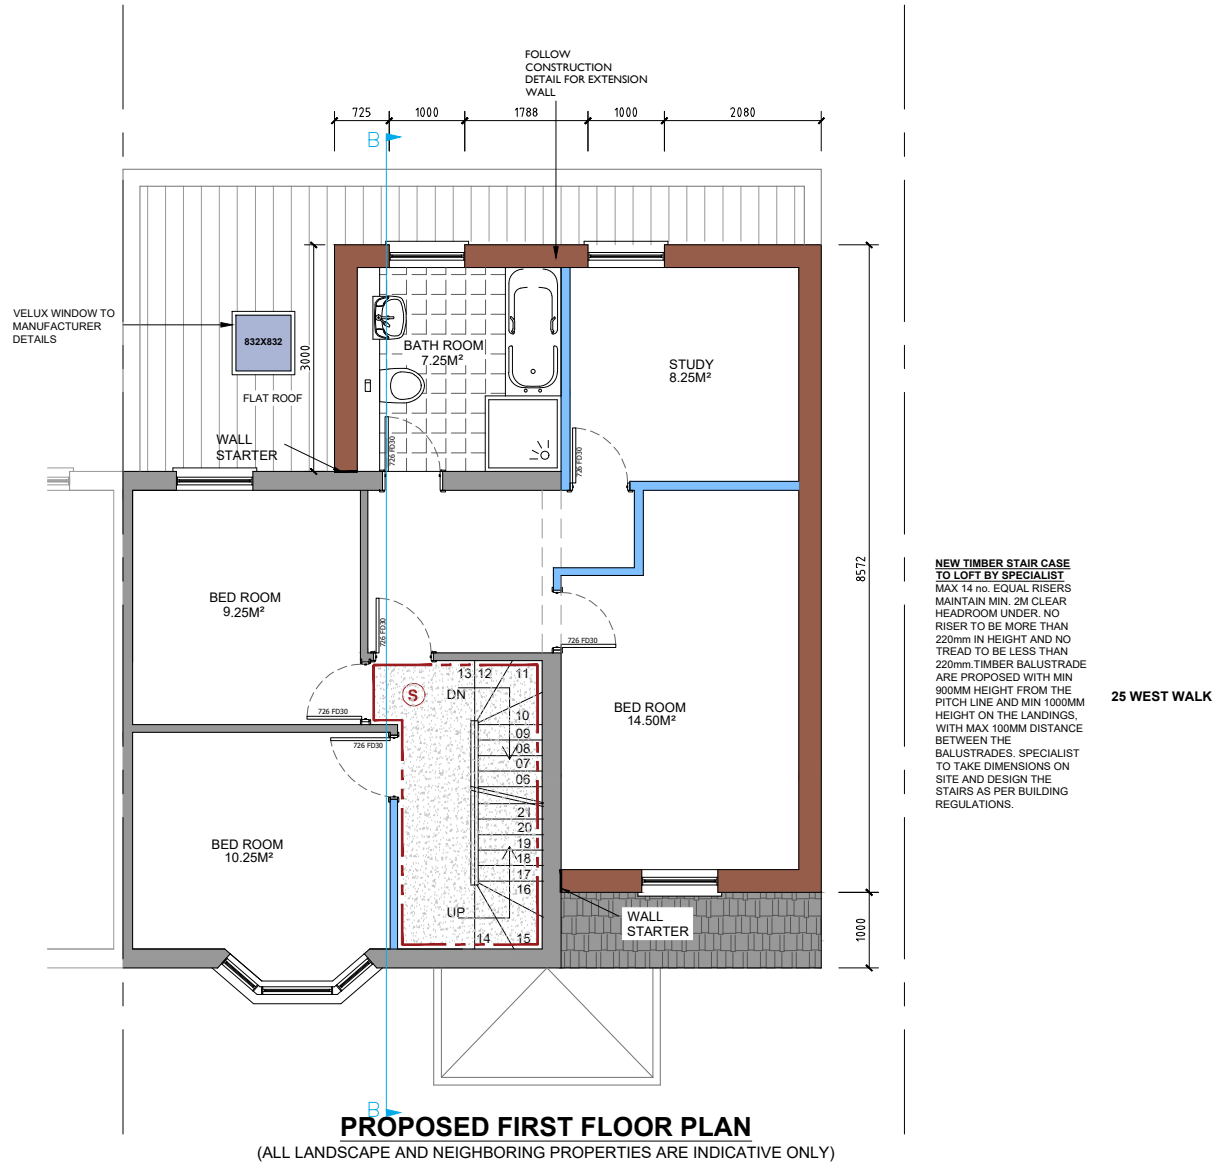 FOLLOW
CONSTRUCTION
DETAIL FOR EXTENSION
WALL
725
1000
1788
1000
2080
B
VELUX WINDOW TO
MANUFACTURER
DETAILS
832X832
3000
FLAT ROOF
WALL
STARTER
BATH ROOM
7.25M²
STUDY
8.25M²
726 FD30
726 FD30
8572
BED ROOM
9.25M²
726 FD30
726 FD30
726 FD30
726 FD30
S
13
12
11
DN
10
09
08
07
06
21
20
19
18
17
16
UP
14
15
BED ROOM
14.50M²
BED ROOM
10.25M²
WALL
STARTER
1000
NEW TIMBER STAIR CASE
TO LOFT BY SPECIALIST
MAX 14 no. EQUAL RISERS
MAINTAIN MIN. 2M CLEAR
HEADROOM UNDER. NO
RISER TO BE MORE THAN
220mm IN HEIGHT AND NO
TREAD TO BE LESS THAN
220mm.TIMBER BALUSTRADE
ARE PROPOSED WITH MIN
900MM HEIGHT FROM THE
PITCH LINE AND MIN 1000MM
HEIGHT ON THE LANDINGS,
WITH MAX 100MM DISTANCE
BETWEEN THE
BALUSTRADES. SPECIALIST
TO TAKE DIMENSIONS ON
SITE AND DESIGN THE
STAIRS AS PER BUILDING
REGULATIONS.
25 WEST WALK
B
PROPOSED FIRST FLOOR PLAN
(ALL LANDSCAPE AND NEIGHBORING PROPERTIES ARE INDICATIVE ONLY)